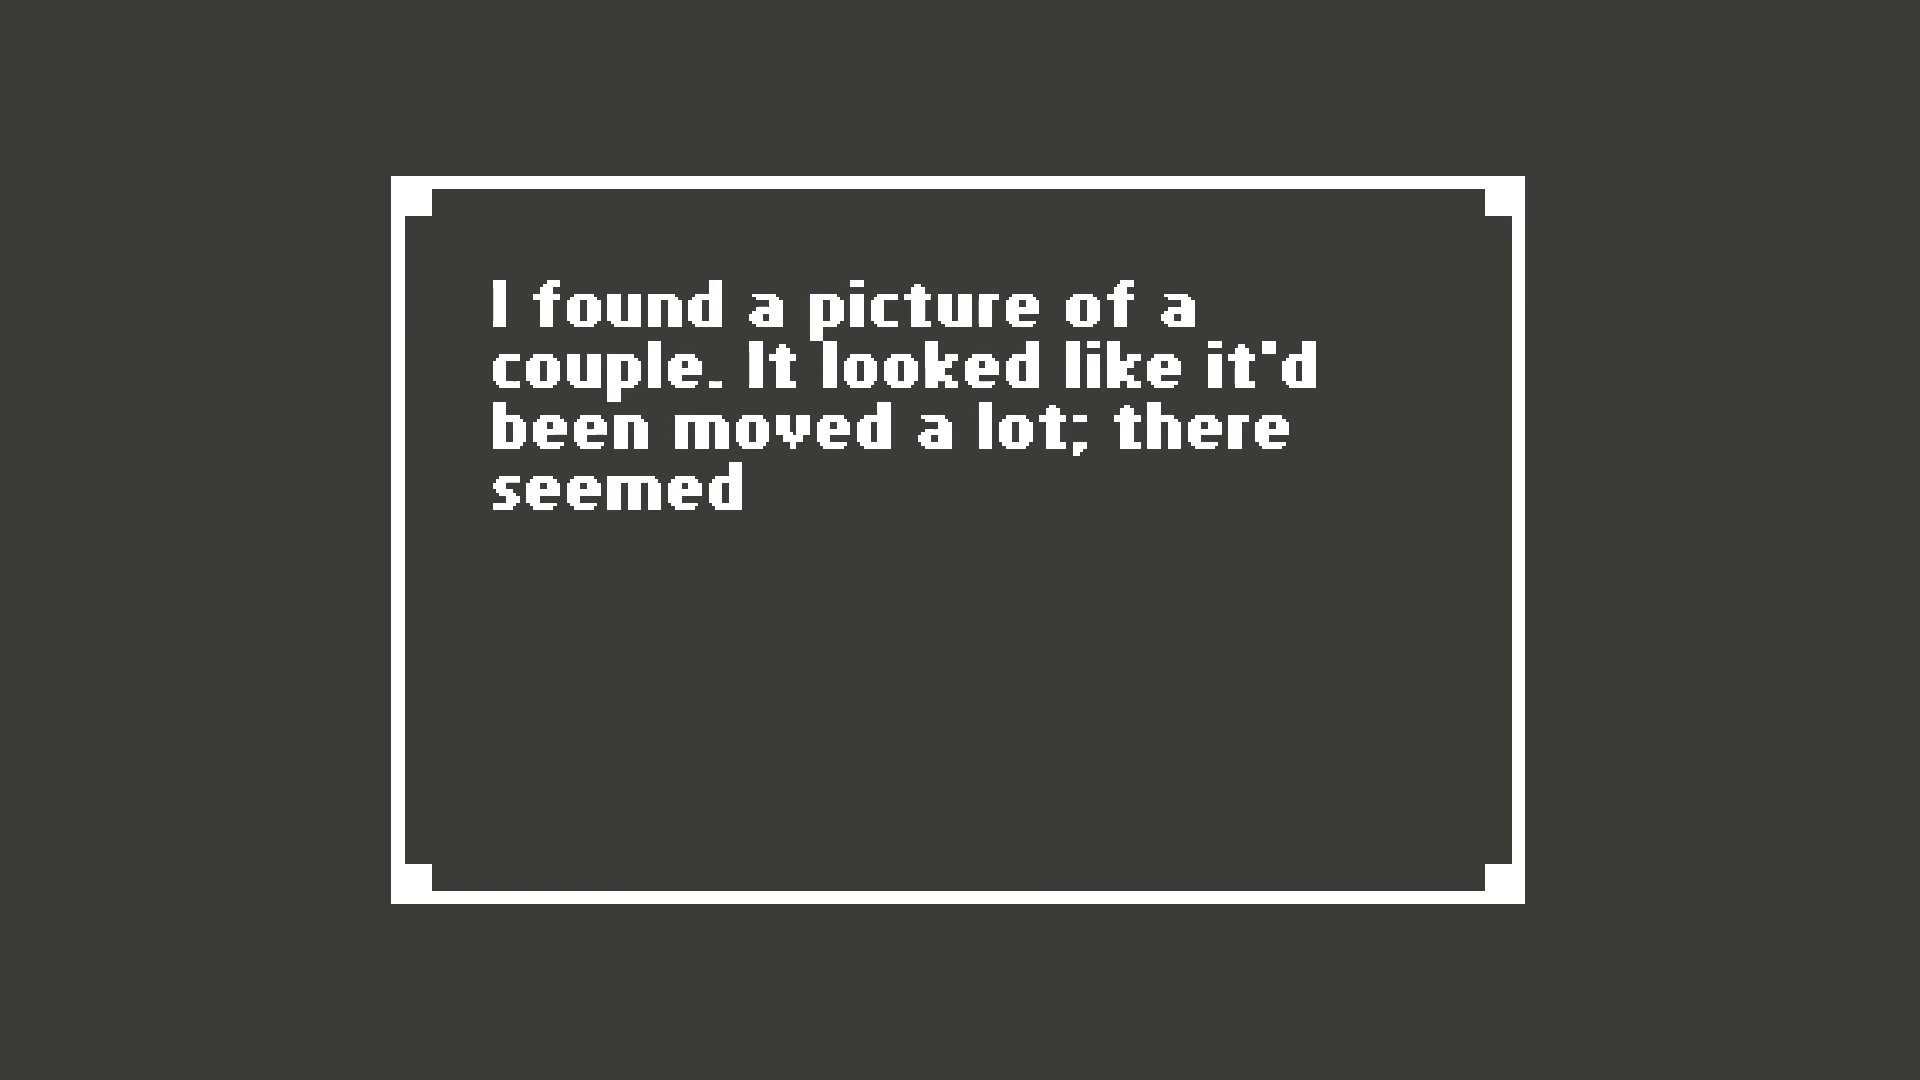 I found a picture of a
couple. It looked like it'd
been moved a lot; there
seemed